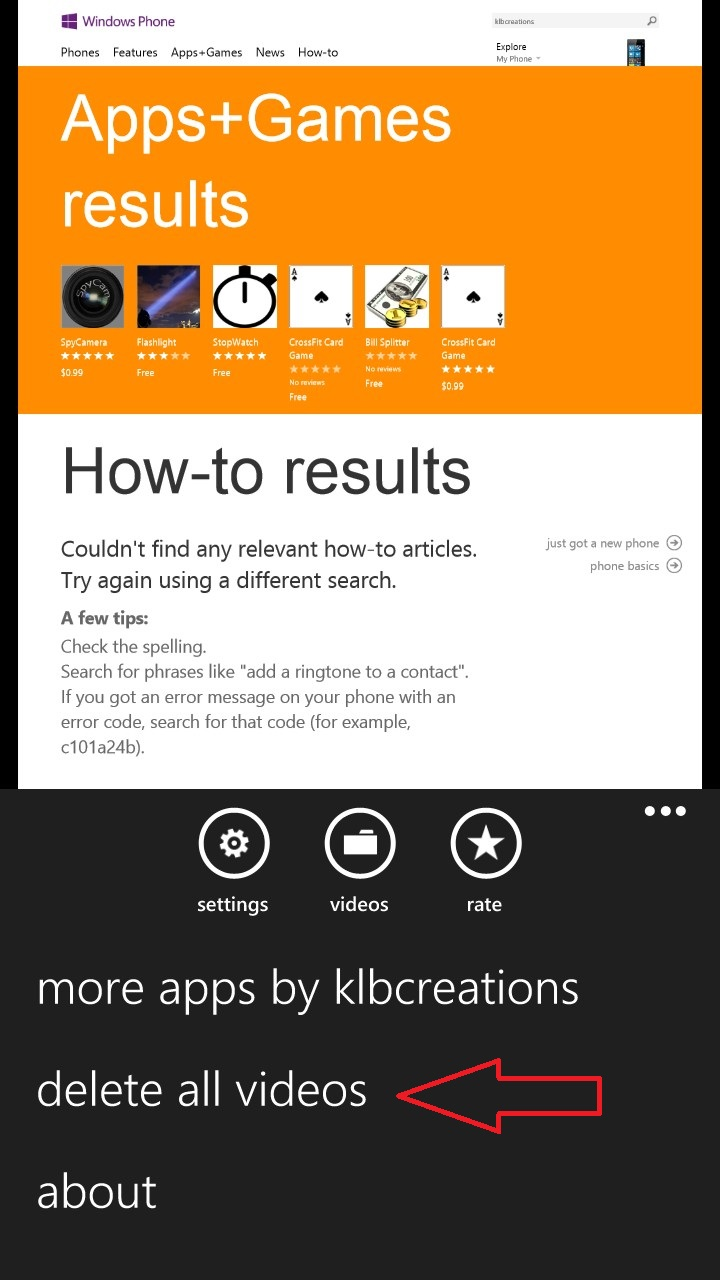 Windows Phone
klbcreations
Phones Features Apps+Games News How-to
Explore
My Phone
Apps+Games
results
SpyCam
SpyCamera
$0.99
Flashlight
Free
StopWatch
Free
A
A
CrossFit Card
Game
No reviews
Free
Bill Splitter
No reviews
Free
A
A
CrossFit Card
Game
$0.99
How-to results
Couldn't find any relevant how-to articles.
Try again using a different search.
just got a new phone
phone basics
A few tips:
Check the spelling.
Search for phrases like "add a ringtone to a contact".
If you got an error message on your phone with an
error code, search for that code (for example,
c101a24b).
settings
videos
rate
more apps by klbcreations
delete all videos
about